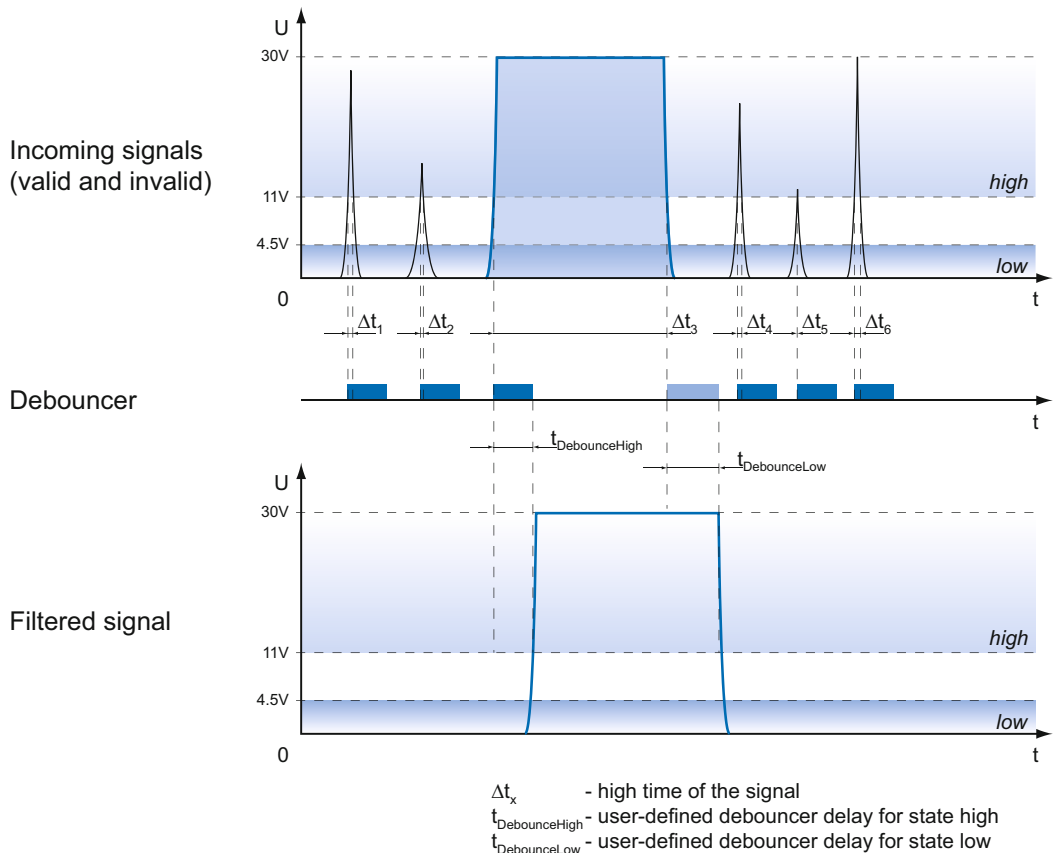 U
30V
Incoming signals
(valid and invalid)
high
11V
4.5V
low
0
t
Δt1
Δt2
Δt3
Δt4
Δt5
Δt6
Debouncer
tDebounceHigh
tDebounceLow
U
30V
Filtered signal
high
11V
4.5V
low
0
t
Δtx - high time of the signal
tDebounceHigh - user-defined debouncer delay for state high
tDebounceLow - user-defined debouncer delay for state low